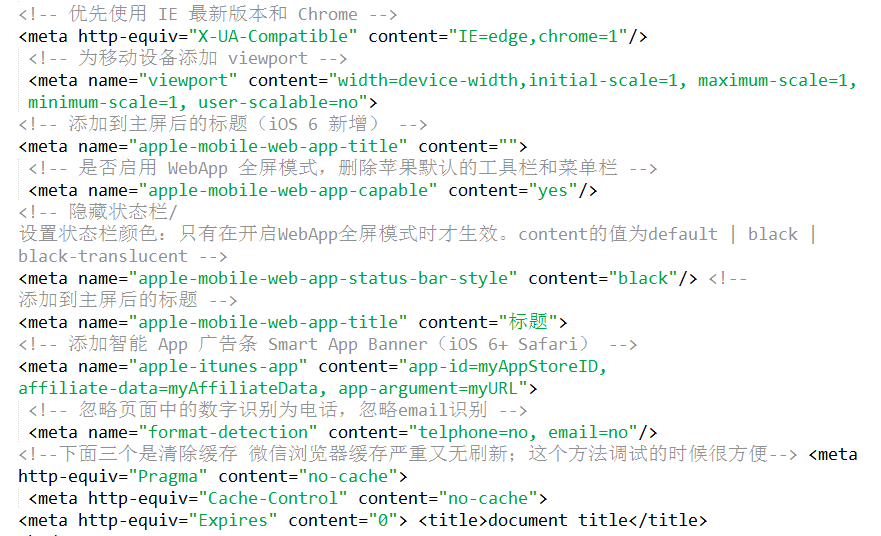 <!-- 优先使用 IE 最新版本和 Chrome -->
<meta http-equiv="X-UA-Compatible" content="IE=edge,chrome=1"/>
<!-- 为移动设备添加 viewport -->
<meta name="viewport" content="width=device-width,initial-scale=1, maximum-scale=1,
minimum-scale=1, user-scalable=no">
<!-- 添加到主屏后的标题（iOS 6 新增） -->
<meta name="apple-mobile-web-app-title" content="">
<!-- 是否启用 WebApp 全屏模式，删除苹果默认的工具栏和菜单栏 -->
<meta name="apple-mobile-web-app-capable" content="yes"/>
<!-- 隐藏状态栏/
设置状态栏颜色：只有在开启WebApp全屏模式时才生效。content的值为default | black |
black-translucent -->
<meta name="apple-mobile-web-app-status-bar-style" content="black"/> <!--
添加到主屏后的标题 -->
<meta name="apple-mobile-web-app-title" content="标题">
<!-- 添加智能 App 广告条 Smart App Banner（iOS 6+ Safari） -->
<meta name="apple-itunes-app" content="app-id=myAppStoreID,
affiliate-data=myAffiliateData, app-argument=myURL">
<!-- 忽略页面中的数字识别为电话，忽略email识别 -->
<meta name="format-detection" content="telphone=no, email=no"/>
<!--下面三个是清除缓存 微信浏览器缓存严重又无刷新；这个方法调试的时候很方便--> <meta
http-equiv="Pragma" content="no-cache">
<meta http-equiv="Cache-Control" content="no-cache">
<meta http-equiv="Expires" content="0"> <title>document title</title>